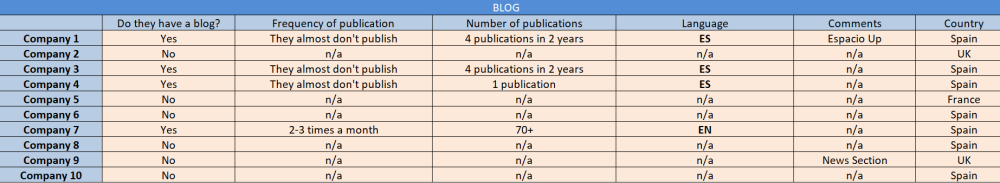 BLOG
Do they have a blog? Frequency of publication Number of publications Language Comments Country
Company 1 Yes They almost don't publish 4 publications in 2 years ES Espacio Up Spain
Company 2 No n/a n/a n/a n/a UK
Company 3 Yes They almost don't publish 4 publications in 2 years ES n/a Spain
Company 4 Yes They almost don't publish 1 publication ES n/a Spain
Company 5 No n/a n/a n/a n/a France
Company 6 No n/a n/a n/a n/a Spain
Company 7 Yes 2-3 times a month 70+ EN n/a Spain
Company 8 No n/a n/a n/a n/a Spain
Company 9 No n/a n/a n/a News Section UK
Company 10 No n/a n/a n/a n/a Spain